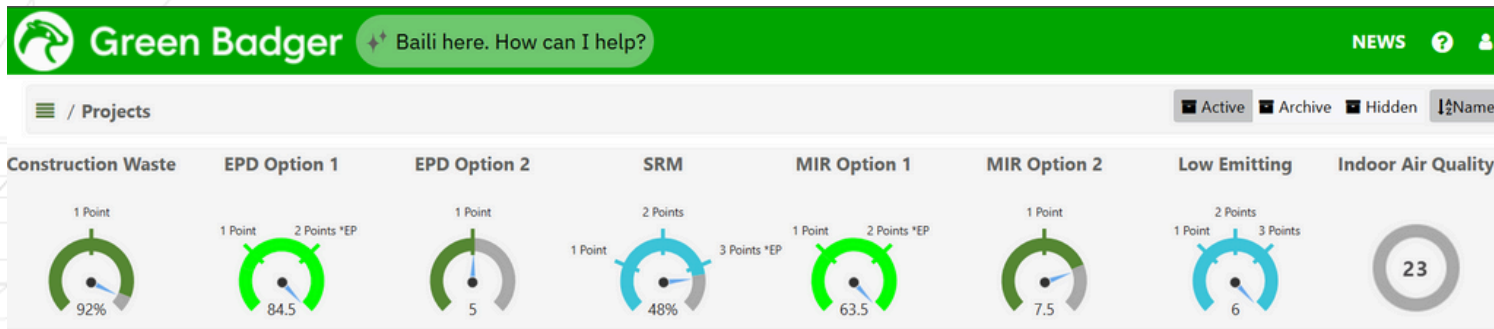 Green Badger
Baili here. How can I help?
NEWS ?
/ Projects
Active Archive Hidden Name
Construction Waste
EPD Option 1
EPD Option 2
SRM
MIR Option 1
MIR Option 2
Low Emitting
Indoor Air Quality
1 Point
92%
1 Point 2 Points *EP
84.5
1 Point
5
2 Points
1 Point 3 Points *EP
48%
1 Point 2 Points *EP
63.5
1 Point
7.5
2 Points
1 Point 3 Points
6
23